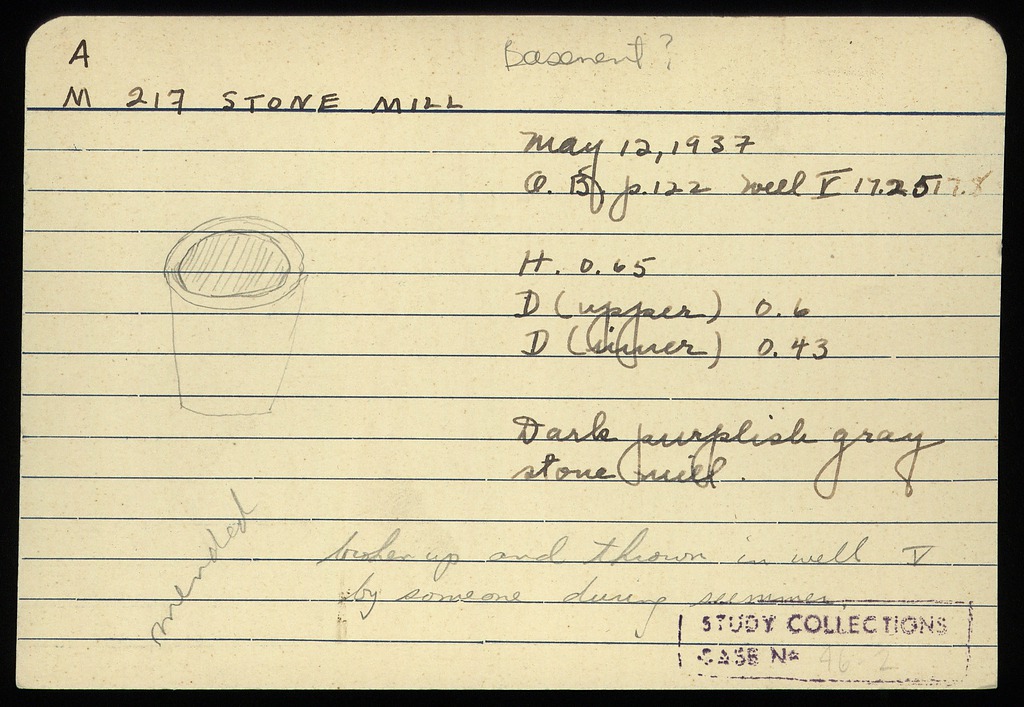 A
Basement?
M 217 STONE MILL
May 12, 1937
O. B, p. 122 well V 17.25 17.8
H. 0.65
D (upper) 0.6
D (inner) 0.43
Dark purplish gray
stone mill.
mended
broken up and thrown in well V
by someone during summer.
STUDY COLLECTIONS
CASE No 46-2